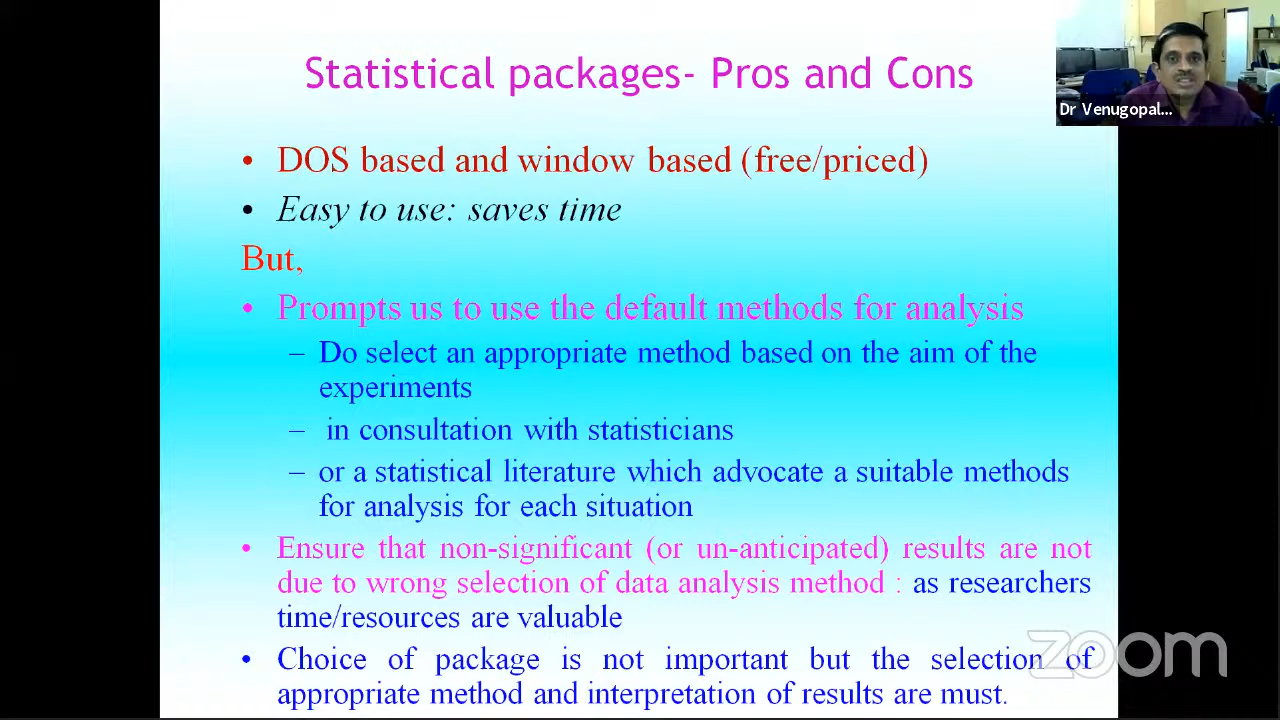 Statistical packages- Pros and Cons
Dr Venugopal...
• DOS based and window based (free/priced)
• Easy to use: saves time
But,
• Prompts us to use the default methods for analysis
– Do select an appropriate method based on the aim of the
experiments
– in consultation with statisticians
– or a statistical literature which advocate a suitable methods
for analysis for each situation
• Ensure that non-significant (or un-anticipated) results are not
due to wrong selection of data analysis method : as researchers
time/resources are valuable
• Choice of package is not important but the selection of
appropriate method and interpretation of results are must.
zoom